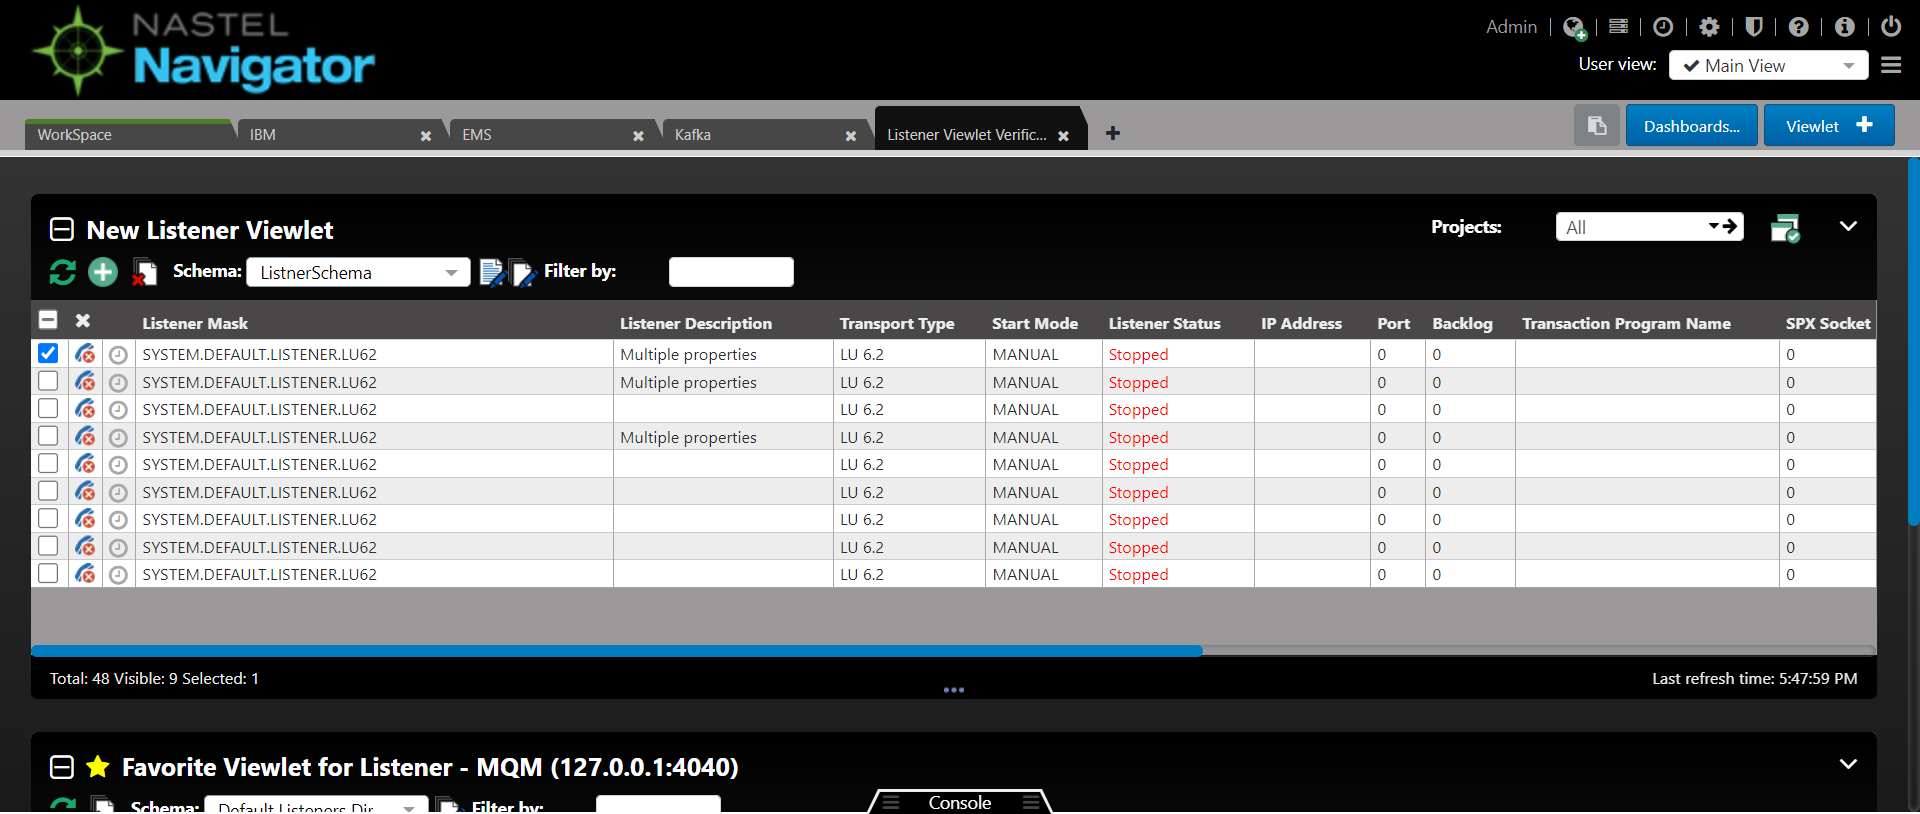 NASTEL
Navigator
Admin
User view: Main View
WorkSpace IBM EMS Kafka Listener Viewlet Verific... Dashboards... Viewlet
New Listener Viewlet Projects: All
Schema: ListnerSchema Filter by:
Listener Mask Listener Description Transport Type Start Mode Listener Status IP Address Port Backlog Transaction Program Name SPX Socket
SYSTEM.DEFAULT.LISTENER.LU62 Multiple properties LU 6.2 MANUAL Stopped 0 0 0
SYSTEM.DEFAULT.LISTENER.LU62 Multiple properties LU 6.2 MANUAL Stopped 0 0 0
SYSTEM.DEFAULT.LISTENER.LU62 LU 6.2 MANUAL Stopped 0 0 0
SYSTEM.DEFAULT.LISTENER.LU62 Multiple properties LU 6.2 MANUAL Stopped 0 0 0
SYSTEM.DEFAULT.LISTENER.LU62 LU 6.2 MANUAL Stopped 0 0 0
SYSTEM.DEFAULT.LISTENER.LU62 LU 6.2 MANUAL Stopped 0 0 0
SYSTEM.DEFAULT.LISTENER.LU62 LU 6.2 MANUAL Stopped 0 0 0
SYSTEM.DEFAULT.LISTENER.LU62 LU 6.2 MANUAL Stopped 0 0 0
SYSTEM.DEFAULT.LISTENER.LU62 LU 6.2 MANUAL Stopped 0 0 0
Total: 48 Visible: 9 Selected: 1 Last refresh time: 5:47:59 PM
Favorite Viewlet for Listener - MQM (127.0.0.1:4040)
Schema: Default Listeners Dir Filter by:
Console